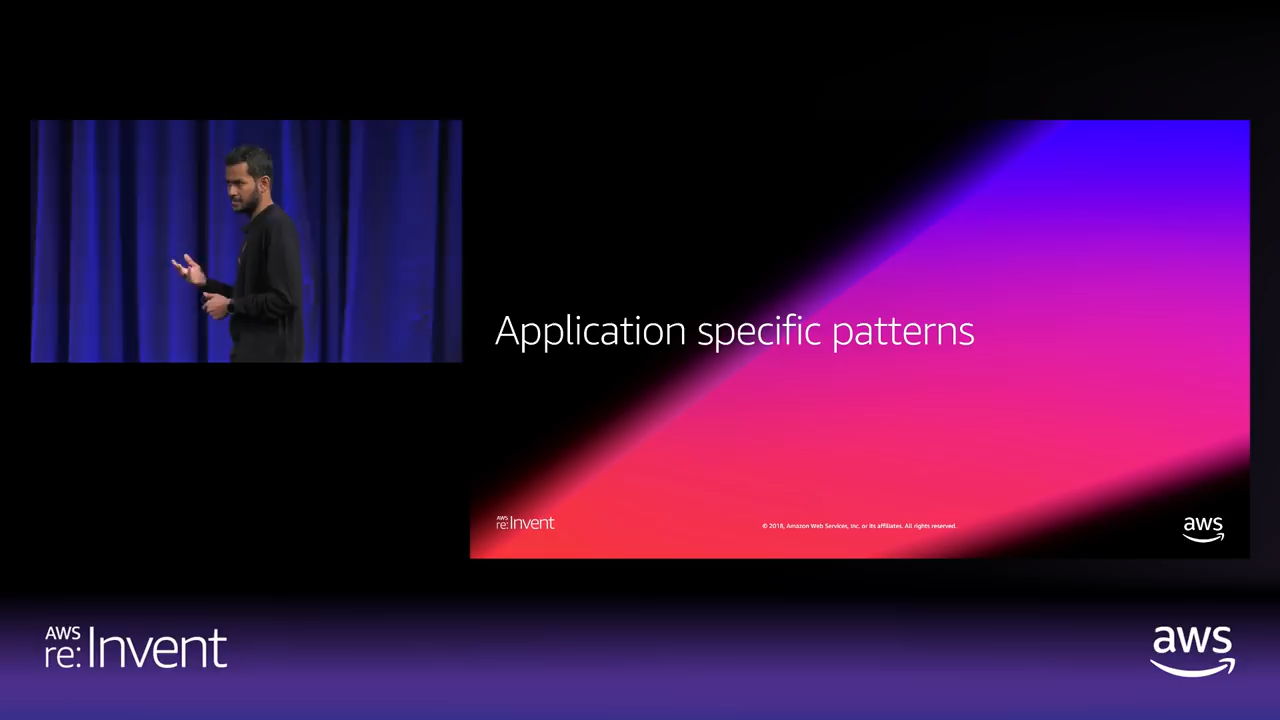 Application specific patterns
AWS
re:Invent
© 2018, Amazon Web Services, Inc. or its affiliates. All rights reserved.
aws
AWS
re:Invent
aws